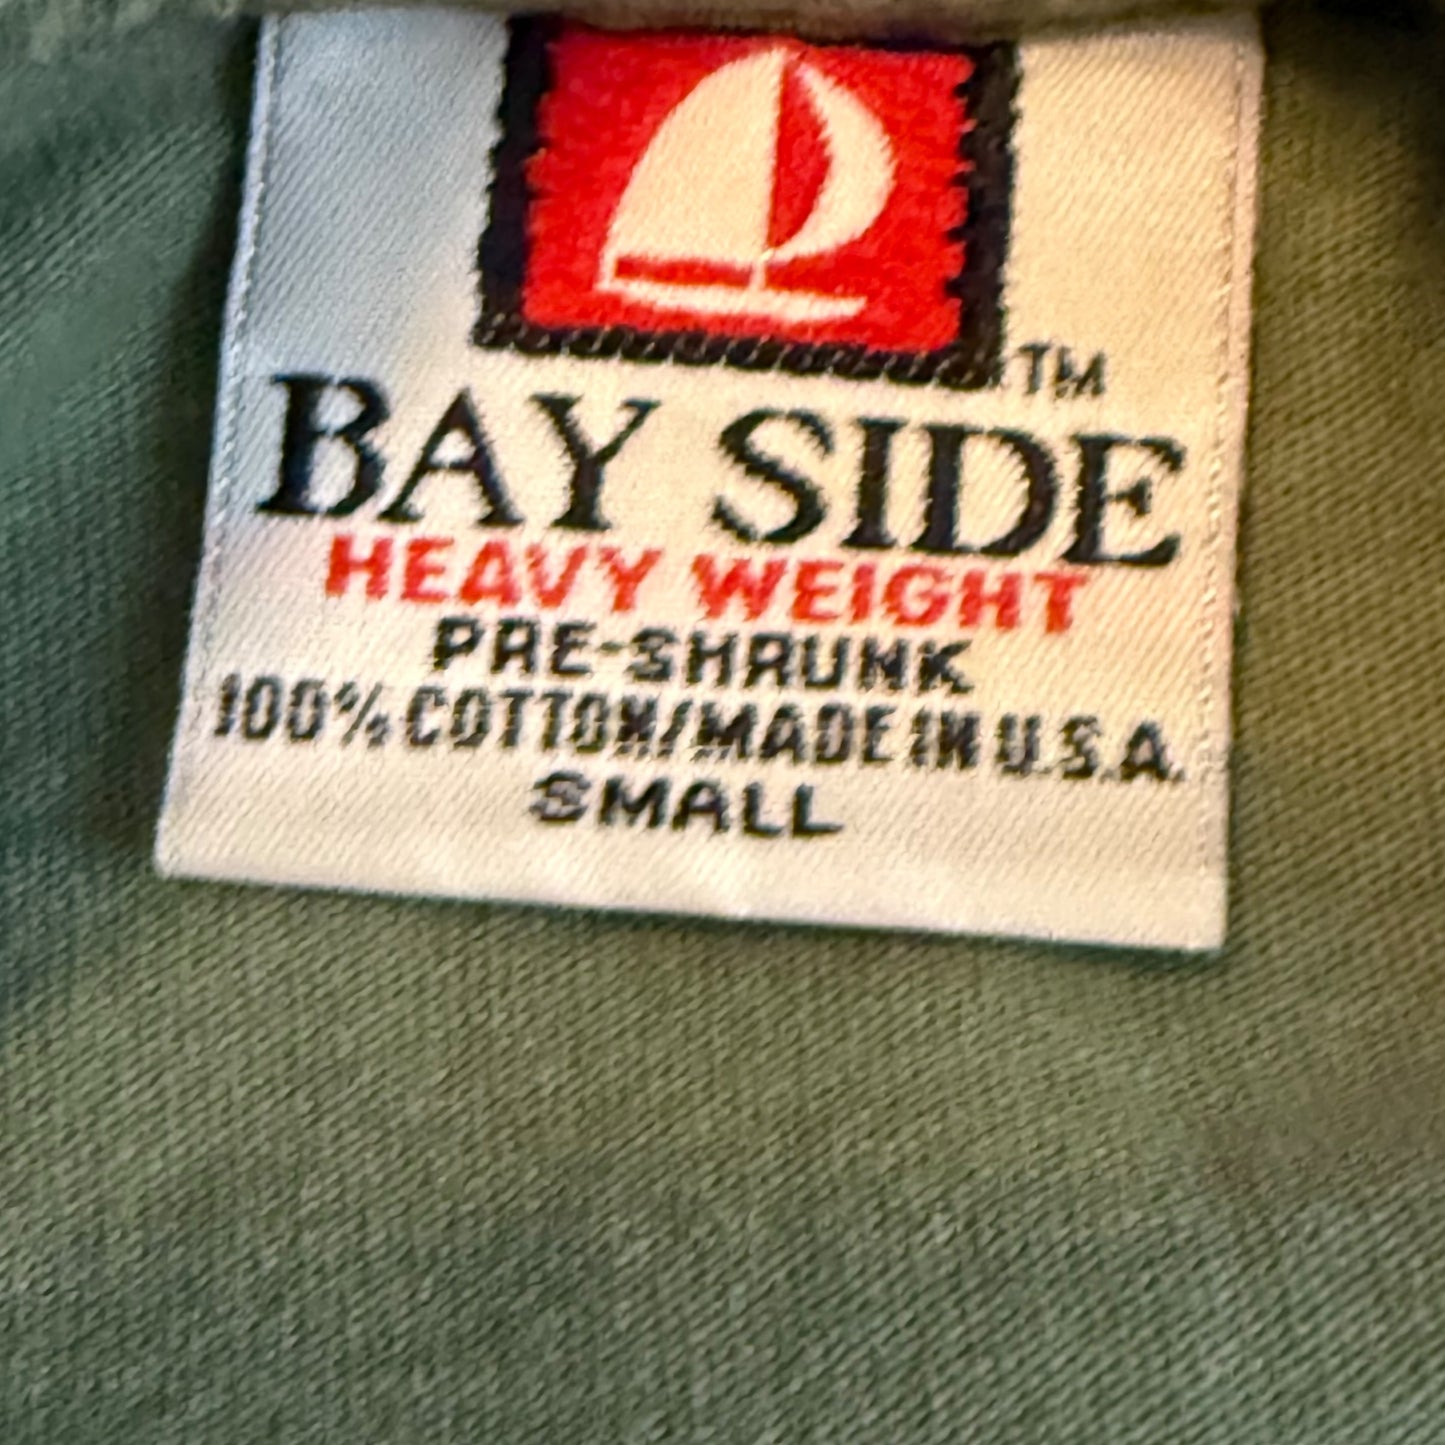 TM
BAY SIDE
HEAVY WEIGHT
PRE-SHRUNK
100% COTTON/MADE IN U.S.A.
SMALL